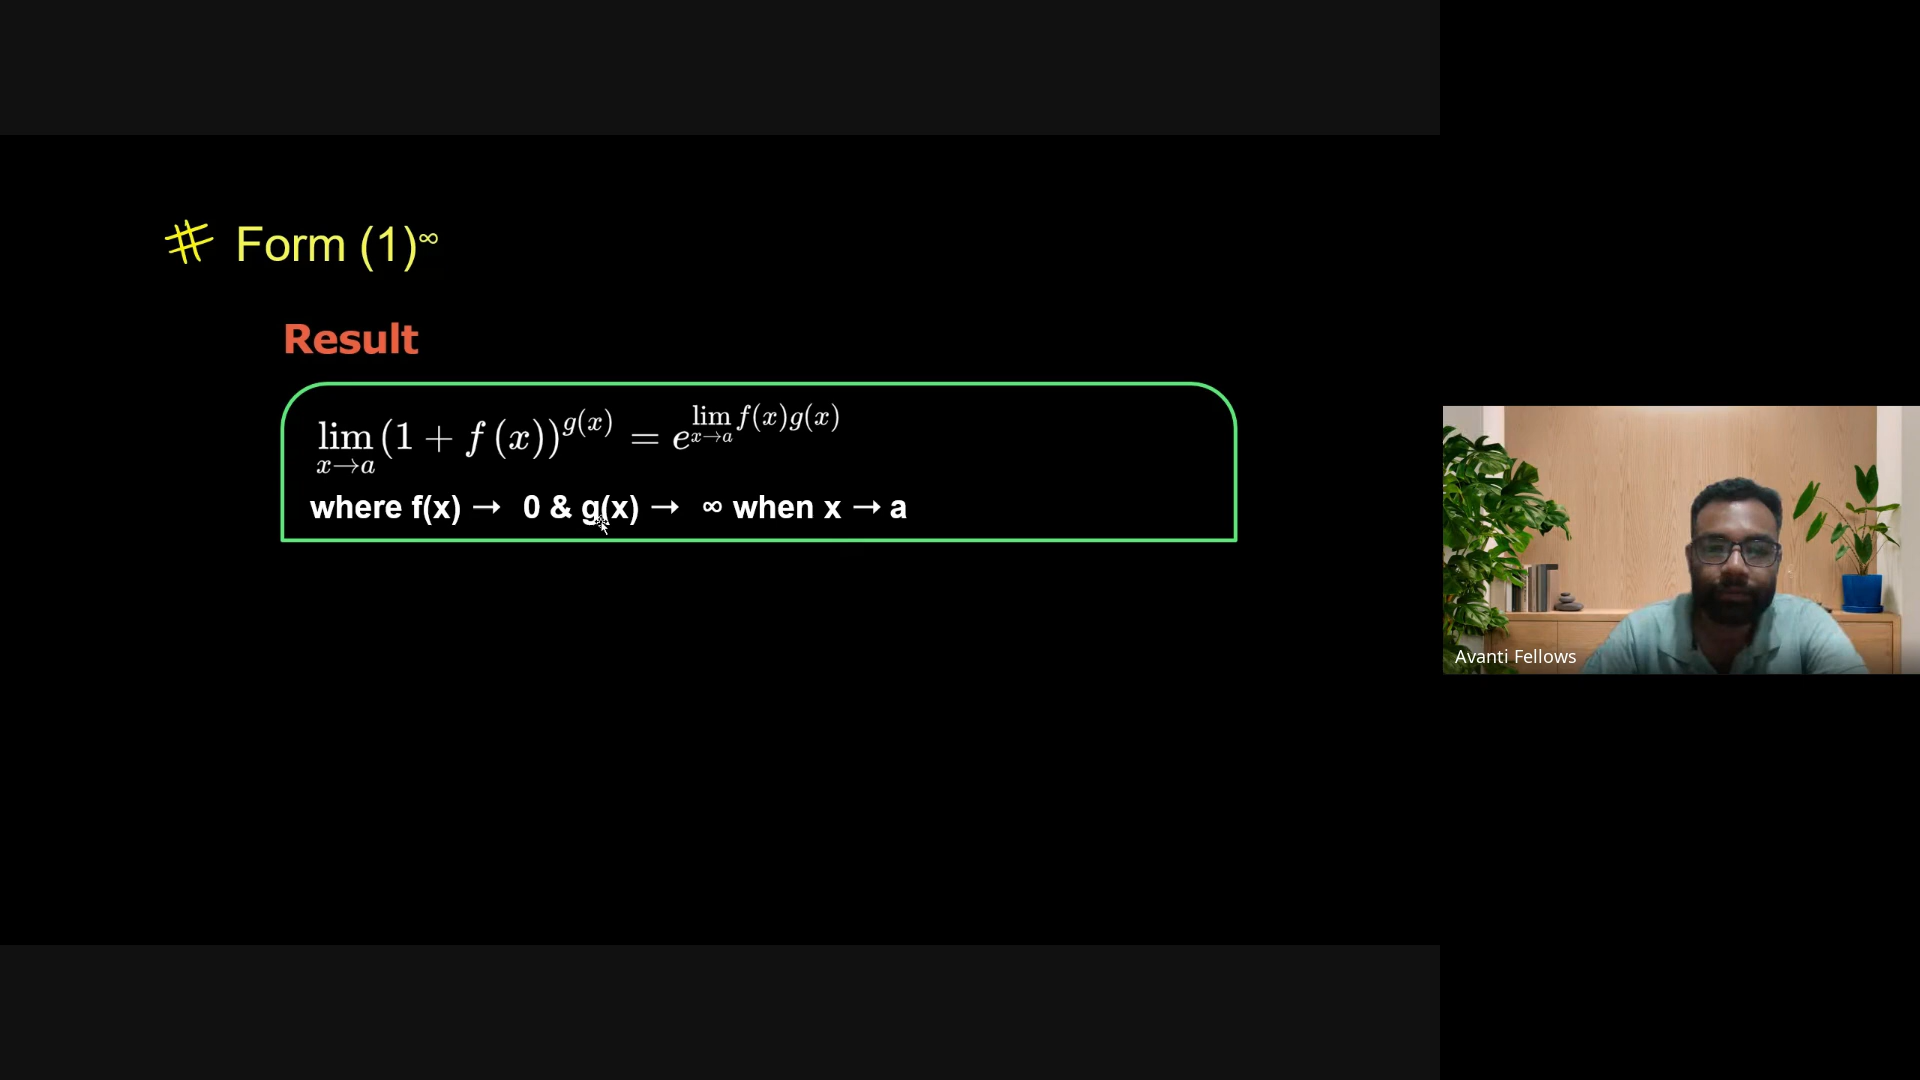 # Form (1)^∞
Result
lim_{x→a} (1 + f(x))^{g(x)} = e^{lim_{x→a} f(x)g(x)}
where f(x) → 0 & g(x) → ∞ when x → a
Avanti Fellows